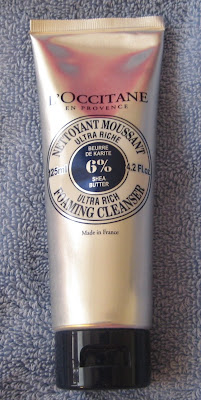 L'OCCITANE
EN PROVENCE
NETTOYANT MOUSSANT
ULTRA RICHE
BEURRE
DE KARITE
125ml 6% 4.2 Fl.Oz
SHEA
BUTTER
ULTRA RICH
FOAMING CLEANSER
Made in France